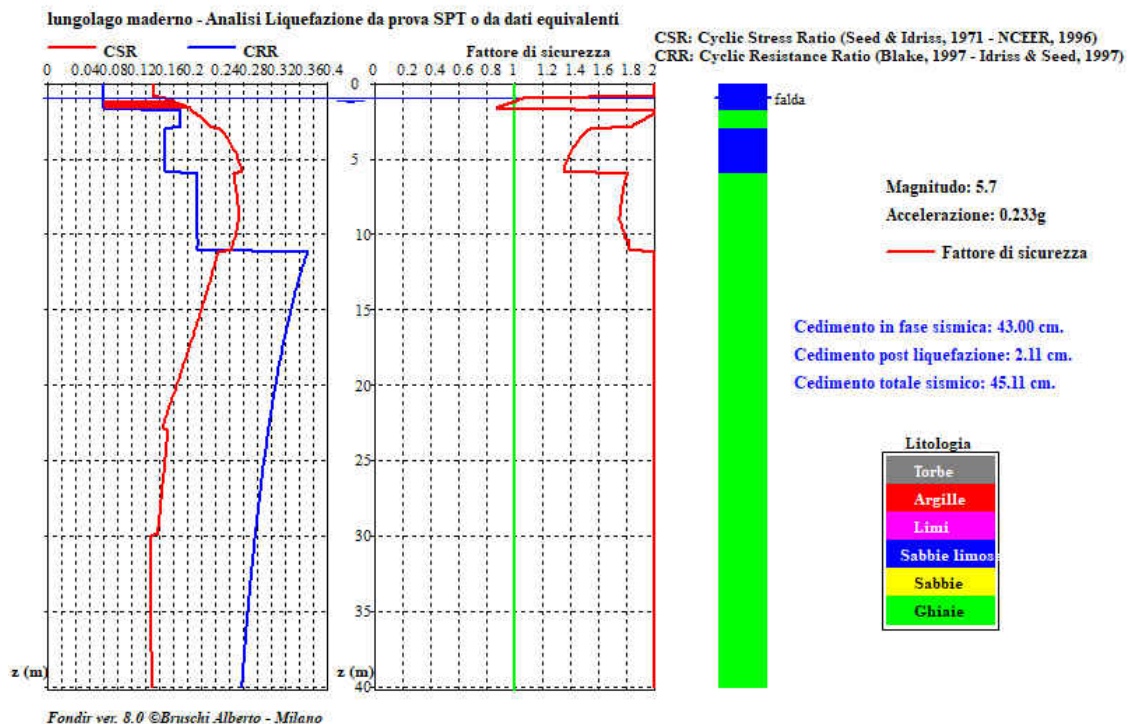 lungolago maderno - Analisi Liquefazione da prova SPT o da dati equivalenti
CSR CRR
Fattore di sicurezza
CSR: Cyclic Stress Ratio (Seed & Idriss, 1971 - NCEER, 1996)
CRR: Cyclic Resistance Ratio (Blake, 1997 - Idriss & Seed, 1997)
0 0.04 0.08 0.12 0.16 0.2 0.24 0.28 0.32 0.36 0.4
0 0.2 0.4 0.6 0.8 1 1.2 1.4 1.6 1.8 2
0
5
10
15
20
25
30
35
40
z (m)
z (m)
falda
Magnitudo: 5.7
Accelerazione: 0.233g
Fattore di sicurezza
Cedimento in fase sismica: 43.00 cm.
Cedimento post liquefazione: 2.11 cm.
Cedimento totale sismico: 45.11 cm.
Litologia
Torbe
Argille
Limi
Sabbie limos
Sabbie
Ghiaie
Fondir ver. 8.0 ©Bruschi Alberto - Milano